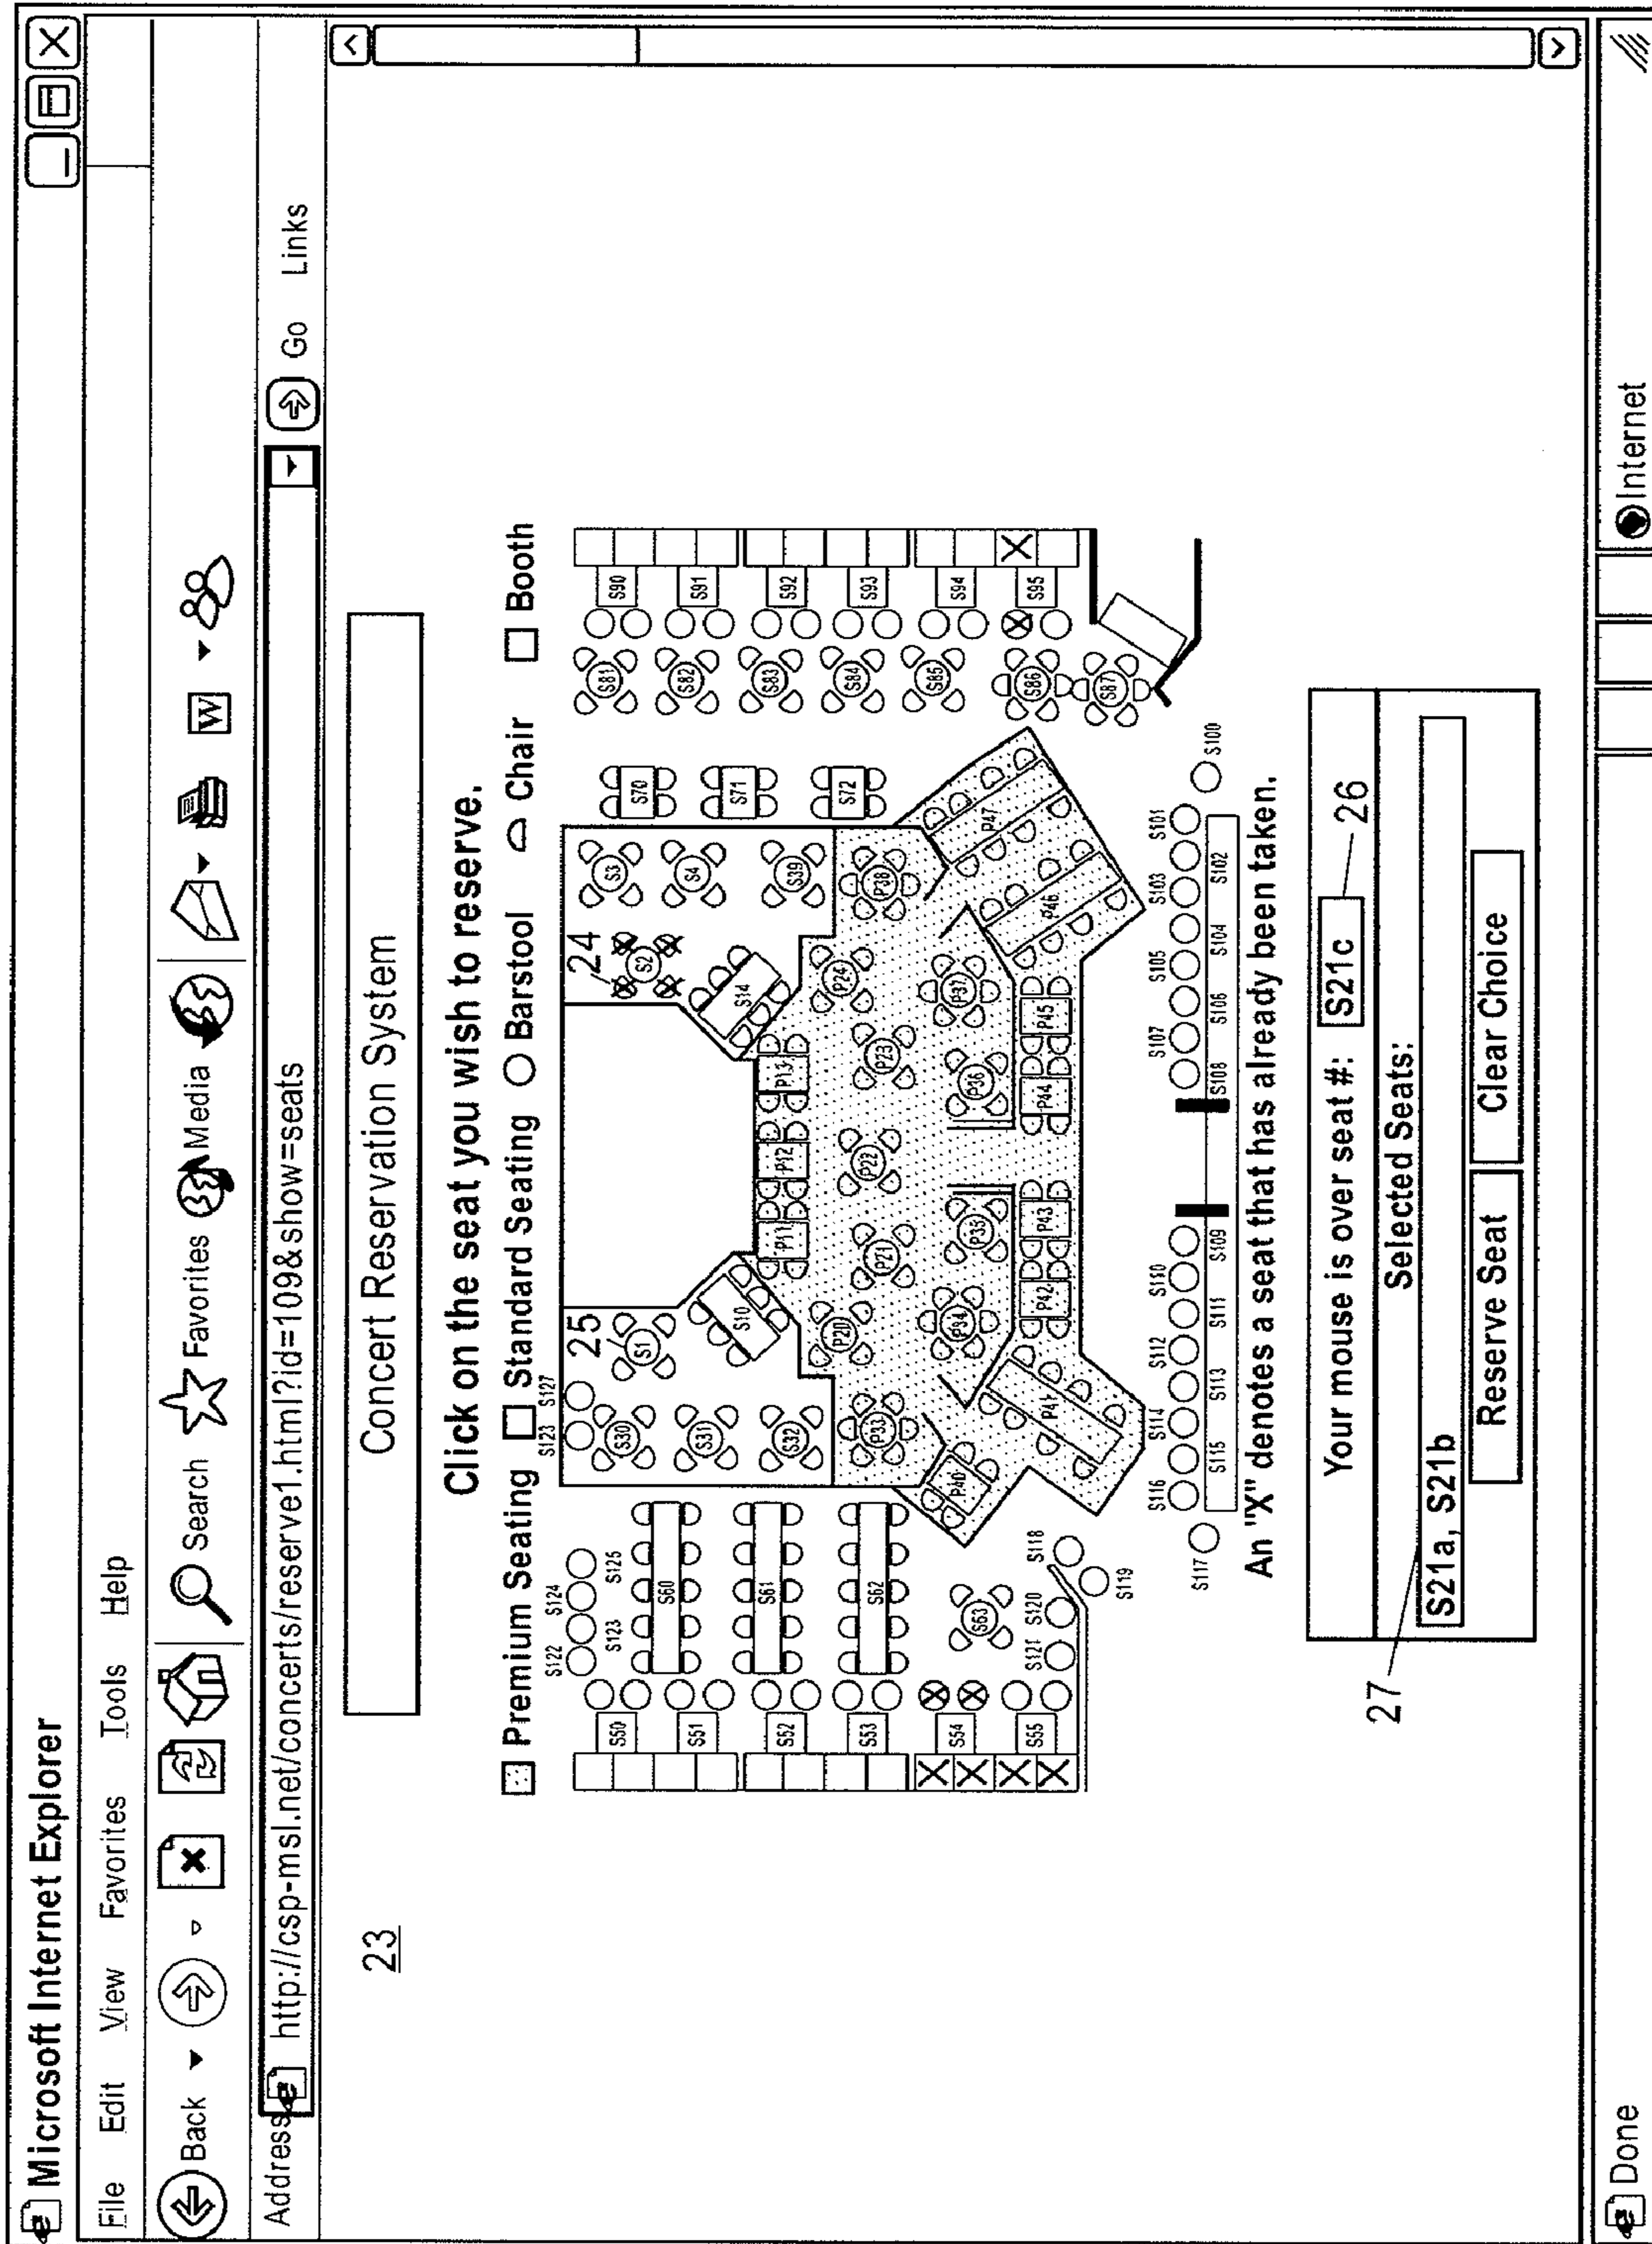 Microsoft Internet Explorer
File Edit View Favorites Tools Help
Back Search Favorites Media W
Address http://csp-msl.net/concerts/reserve1.html?id=109&show=seats Go Links
23
Concert Reservation System
Click on the seat you wish to reserve.
Premium Seating Standard Seating Barstool Chair Booth
S122 S124 S123 S127 25 24
S123 S125
S50 S60 S30 S1 S2 S3 S70 S81 S90
S51 S61 S31 S10 S14 S4 S71 S82 S91
S52 S32 P11 P12 P13 S39 S83 S92
S53 S62 P33 P20 P21 P22 P23 P24 P38 S72 S84 S93
S54 S63 P40 P34 P35 P36 P37 P47 S85 S94
S55 S121 S120 S118 P41 P42 P43 P44 P45 P46 S86 S95
S119 S87
S116 S114 S112 S110 S107 S105 S103 S101
S117 S115 S113 S111 S109 S108 S106 S104 S102 S100
An "X" denotes a seat that has already been taken.
Your mouse is over seat #: S21c 26
Selected Seats:
27 S21a, S21b
Reserve Seat Clear Choice
Done Internet